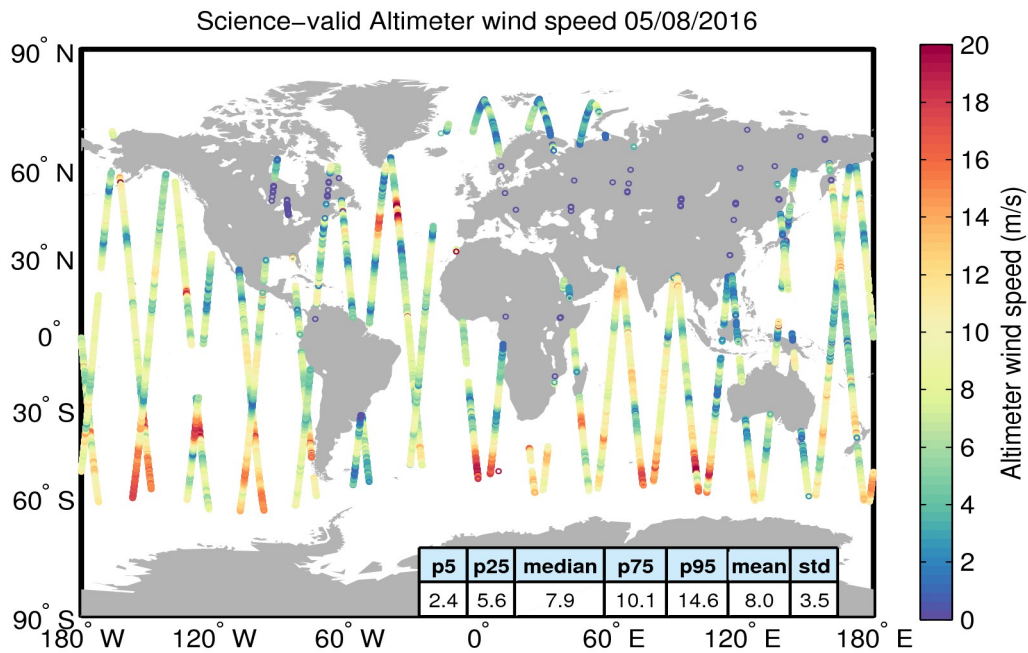 Science−valid Altimeter wind speed 05/08/2016
90° N
60° N
30° N
0°
30° S
60° S
90° S
180° W
120° W
60° W
0°
60° E
120° E
180° E
p5 p25 median p75 p95 mean std
2.4 5.6 7.9 10.1 14.6 8.0 3.5
20
18
16
14
12
10
8
6
4
2
0
Altimeter wind speed (m/s)